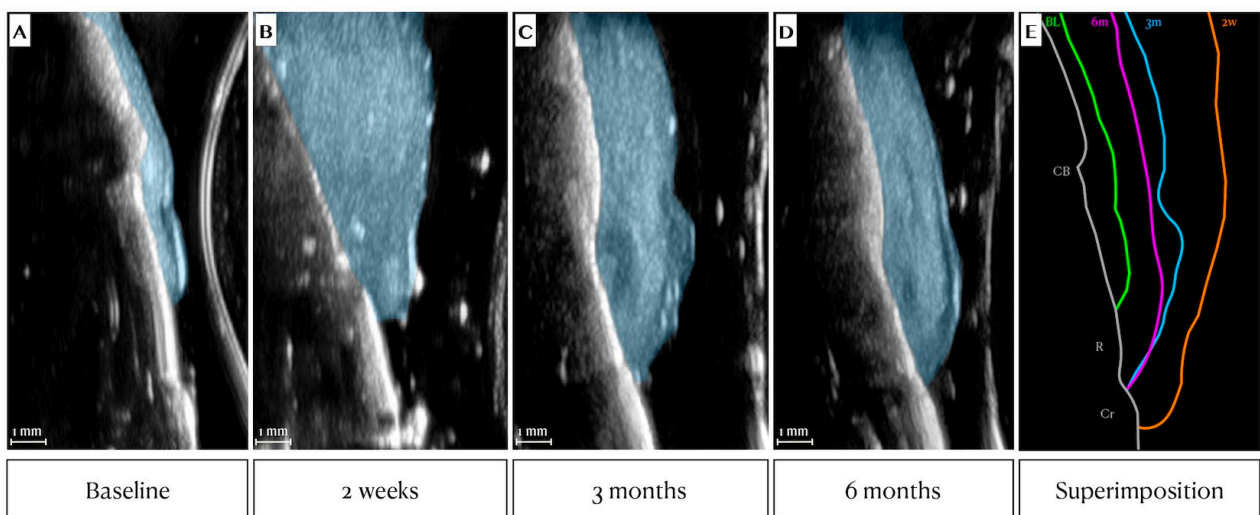 A
B
C
D
E
BL
6m
3m
2w
CB
R
Cr
1 mm
1 mm
1 mm
1 mm
Baseline
2 weeks
3 months
6 months
Superimposition